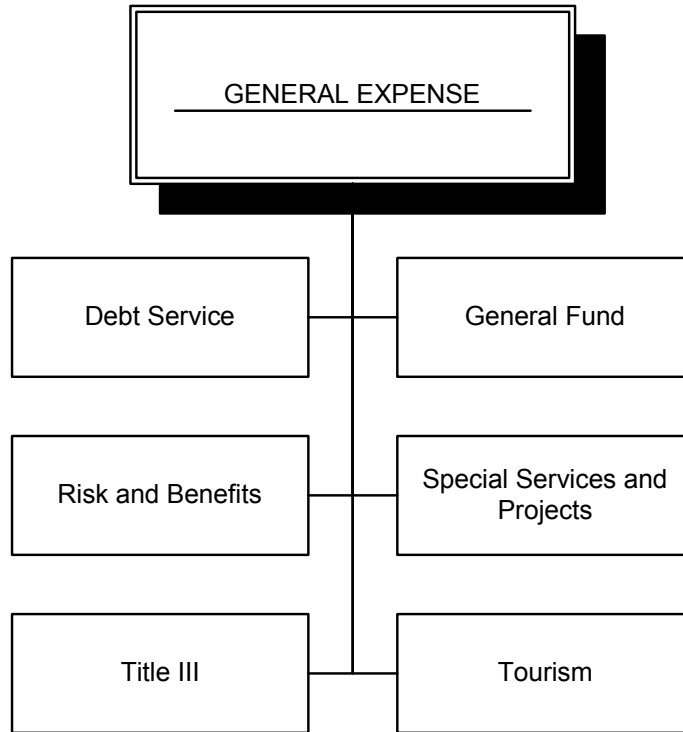 GENERAL EXPENSE
Debt Service
General Fund
Risk and Benefits
Special Services and
Projects
Title III
Tourism